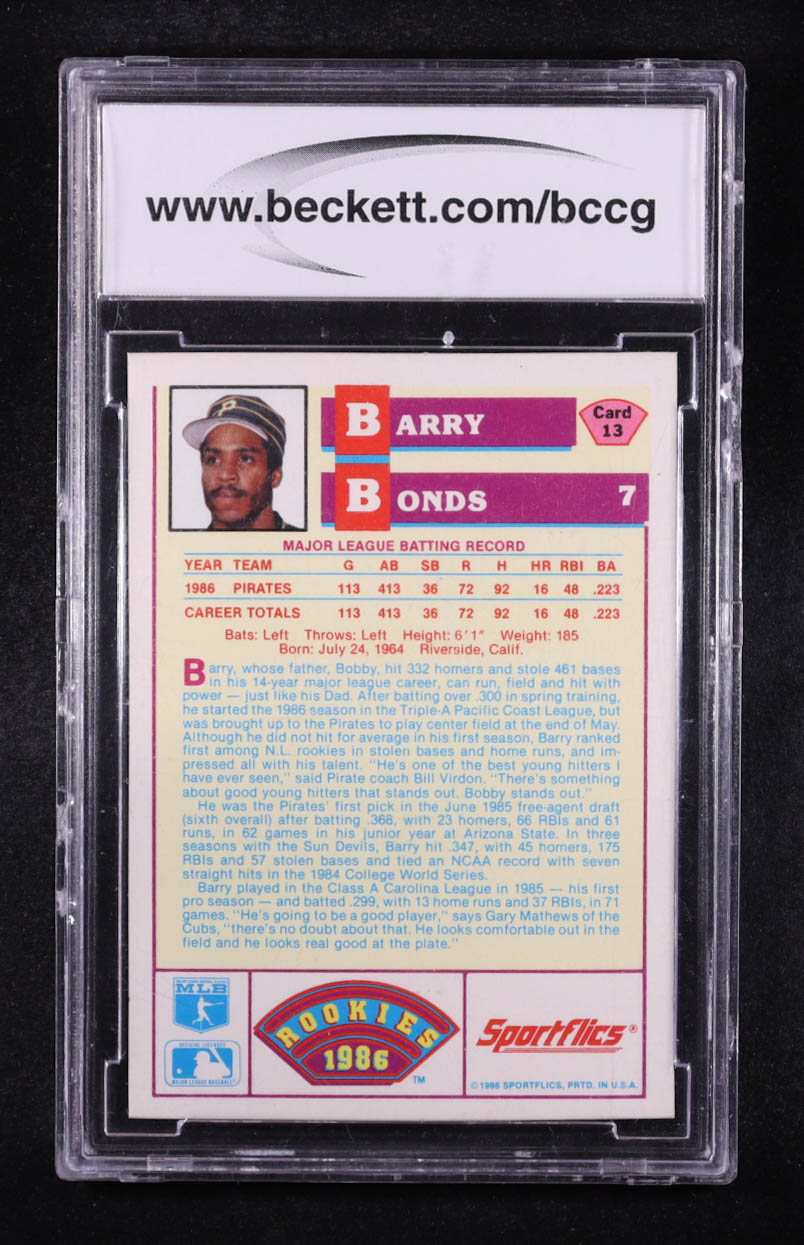 www.beckett.com/bccg
BARRY
Card
13
BONDS 7
MAJOR LEAGUE BATTING RECORD
YEAR TEAM G AB SB R H HR RBI BA
1986 PIRATES 113 413 36 72 92 16 48 .223
CAREER TOTALS 113 413 36 72 92 16 48 .223
Bats: Left Throws: Left Height: 6'1" Weight: 185
Born: July 24, 1964 Riverside, Calif.
Barry, whose father, Bobby, hit 332 homers and stole 461 bases
in his 14-year major league career, can run, field and hit with
power — just like his Dad. After batting over .300 in spring training,
he started the 1986 season in the Triple-A Pacific Coast League, but
was brought up to the Pirates to play center field at the end of May.
Although he did not hit for average in his first season, Barry ranked
first among N.L. rookies in stolen bases and home runs, and im-
pressed all with his talent. "He's one of the best young hitters I
have ever seen," said Pirate coach Bill Virdon. "There's something
about good young hitters that stands out. Bobby stands out."
He was the Pirates' first pick in the June 1985 free-agent draft
(sixth overall) after batting .368, with 23 homers, 66 RBIs and 61
runs, in 62 games in his junior year at Arizona State. In three
seasons with the Sun Devils, Barry hit .347, with 45 homers, 175
RBIs and 57 stolen bases and tied an NCAA record with seven
straight hits in the 1984 College World Series.
Barry played in the Class A Carolina League in 1985 — his first
pro season — and batted .299, with 13 home runs and 37 RBIs, in 71
games. "He's going to be a good player," says Gary Mathews of the
Cubs, "there's no doubt about that. He looks comfortable out in the
field and he looks real good at the plate."
MLB
OFFICIAL LICENSEE
MAJOR LEAGUE BASEBALL
ROOKIES
1986
TM
Sportflics®
©1986 SPORTFLICS, PRTD. IN U.S.A.